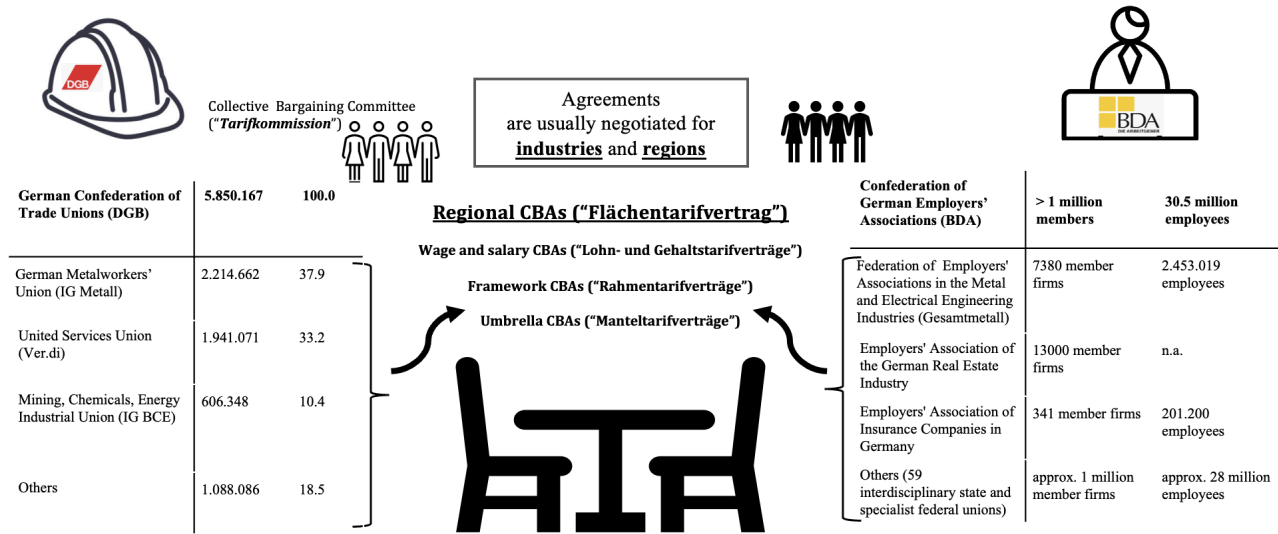 DGB
Collective Bargaining Committee
(“Tarifkommission”)
German Confederation of
Trade Unions (DGB)
5.850.167
100.0
German Metalworkers’
Union (IG Metall)
2.214.662
37.9
United Services Union
(Ver.di)
1.941.071
33.2
Mining, Chemicals, Energy
Industrial Union (IG BCE)
606.348
10.4
Others
1.088.086
18.5
Agreements
are usually negotiated for
industries and regions
Regional CBAs (“Flächentarifvertrag”)
Wage and salary CBAs (“Lohn- und Gehaltstarifverträge”)
Framework CBAs (“Rahmentarifverträge”)
Umbrella CBAs (“Manteltarifverträge”)
BDA
DIE ARBEITGEBER
Confederation of
German Employers’
Associations (BDA)
> 1 million
members
30.5 million
employees
Federation of Employers'
Associations in the Metal
and Electrical Engineering
Industries (Gesamtmetall)
7380 member
firms
2.453.019
employees
Employers' Association of
the German Real Estate
Industry
13000 member
firms
n.a.
Employers' Association of
Insurance Companies in
Germany
341 member firms
201.200
employees
Others (59
interdisciplinary state and
specialist federal unions)
approx. 1 million
member firms
approx. 28 million
employees